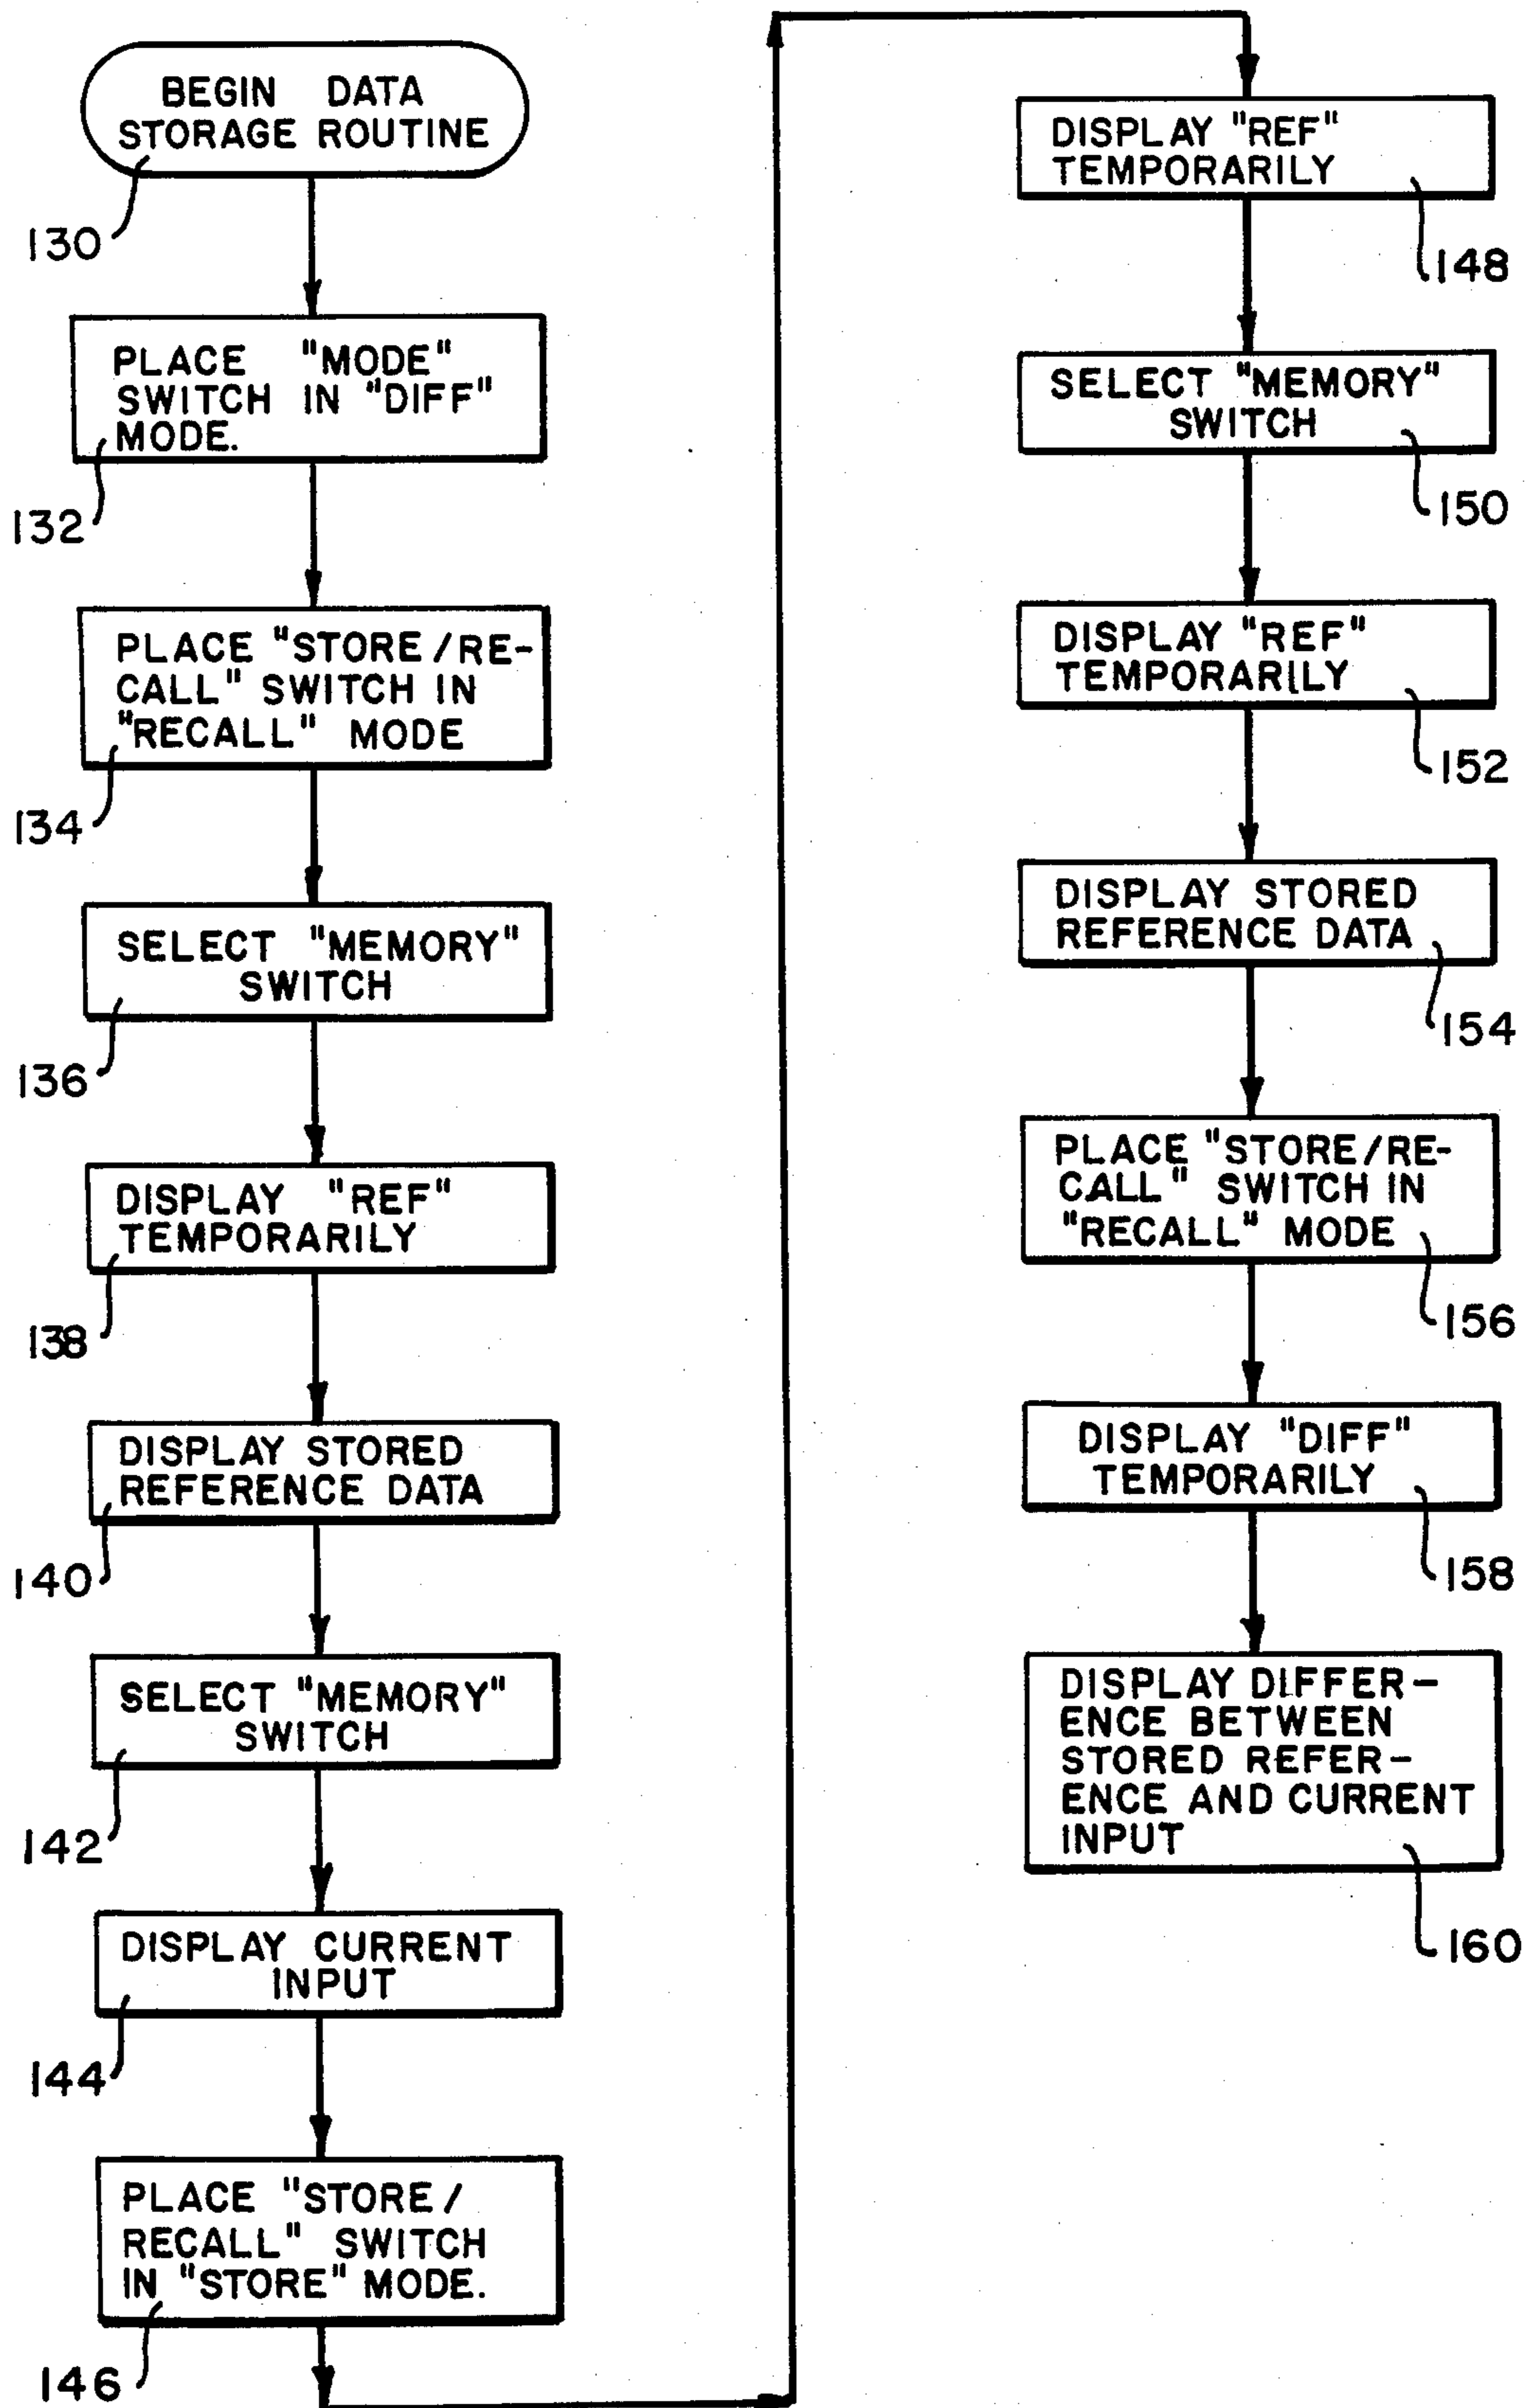 BEGIN DATA
STORAGE ROUTINE
130
PLACE "MODE"
SWITCH IN "DIFF"
MODE.
132
PLACE "STORE/RE-
CALL" SWITCH IN
"RECALL" MODE
134
SELECT "MEMORY"
SWITCH
136
DISPLAY "REF"
TEMPORARILY
138
DISPLAY STORED
REFERENCE DATA
140
SELECT "MEMORY"
SWITCH
142
DISPLAY CURRENT
INPUT
144
PLACE "STORE/
RECALL" SWITCH
IN "STORE" MODE.
146
DISPLAY "REF"
TEMPORARILY
148
SELECT "MEMORY"
SWITCH
150
DISPLAY "REF"
TEMPORARILY
152
DISPLAY STORED
REFERENCE DATA
154
PLACE "STORE/RE-
CALL" SWITCH IN
"RECALL" MODE
156
DISPLAY "DIFF"
TEMPORARILY
158
DISPLAY DIFFER-
ENCE BETWEEN
STORED REFER-
ENCE AND CURRENT
INPUT
160